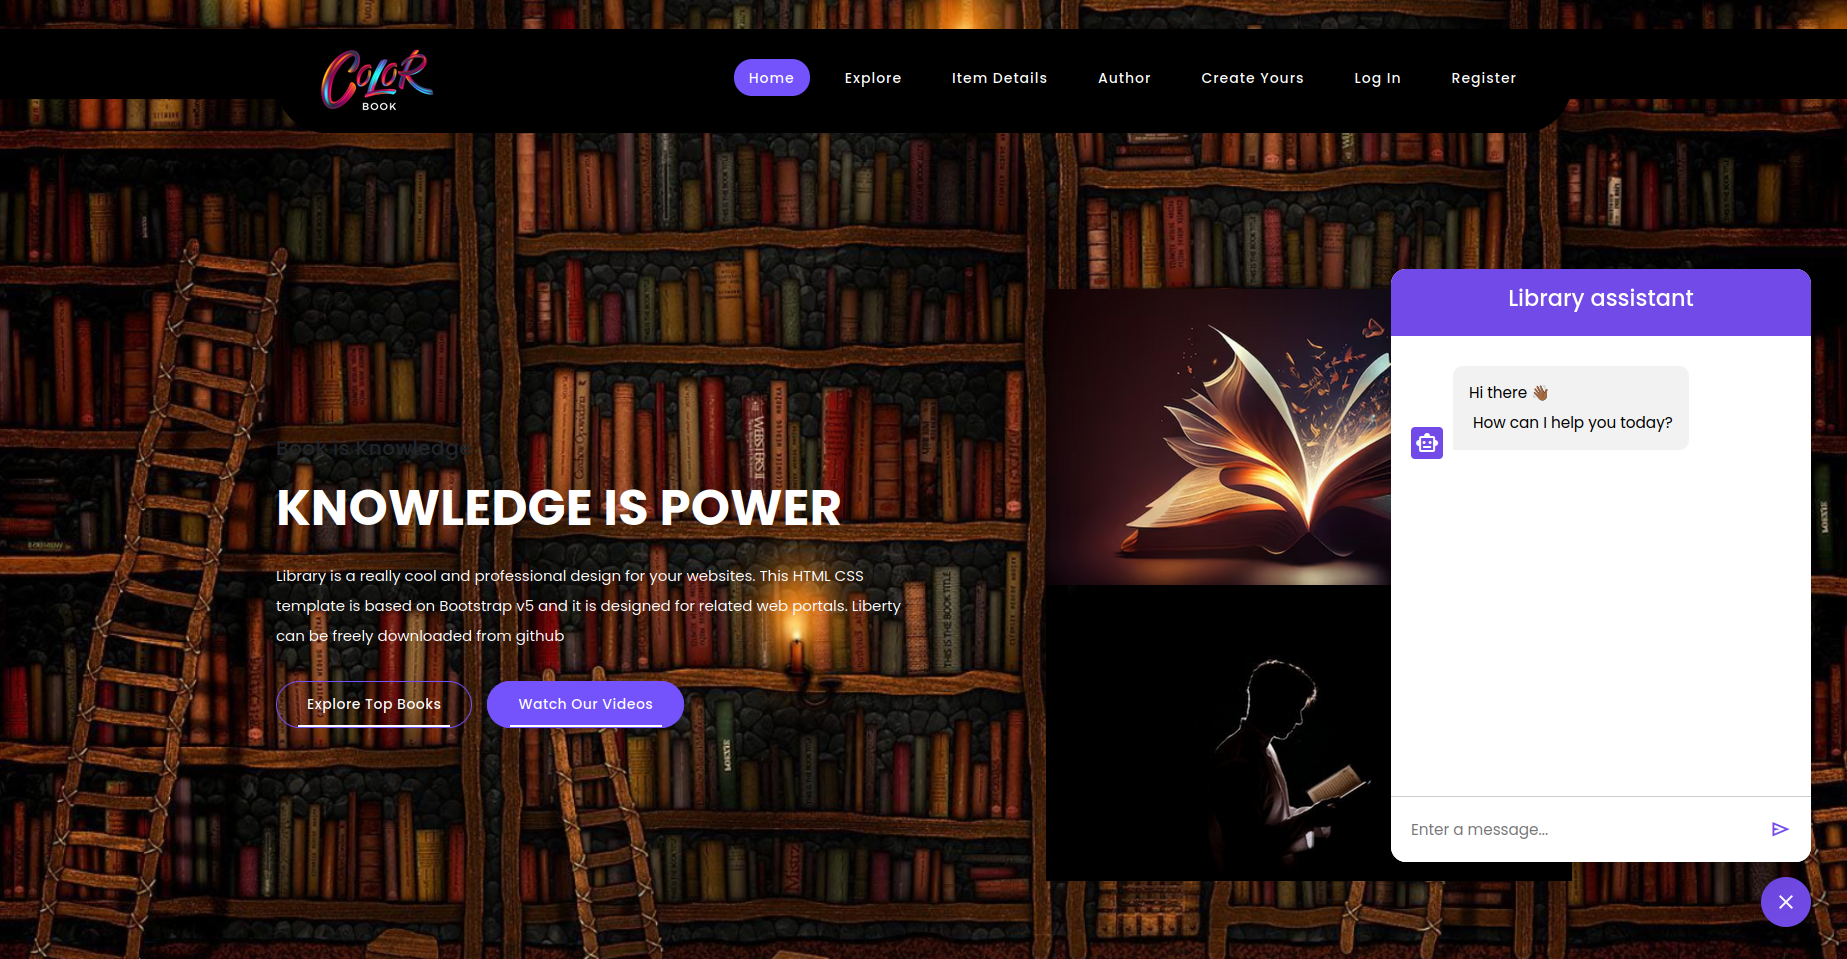 COLOR
BOOK
Home
Explore
Item Details
Author
Create Yours
Log In
Register
Book is Knowledge
KNOWLEDGE IS POWER
Library is a really cool and professional design for your websites. This HTML CSS
template is based on Bootstrap v5 and it is designed for related web portals. Liberty
can be freely downloaded from github
Explore Top Books
Watch Our Videos
Library assistant
Hi there 👋🏾
How can I help you today?
Enter a message...